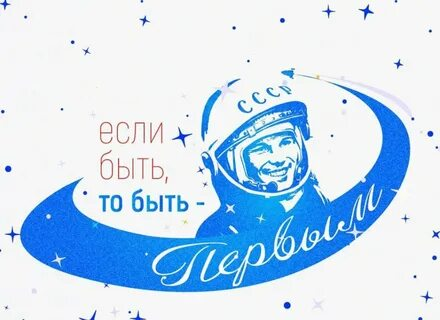 СССР
если
быть,
то быть -
Первым